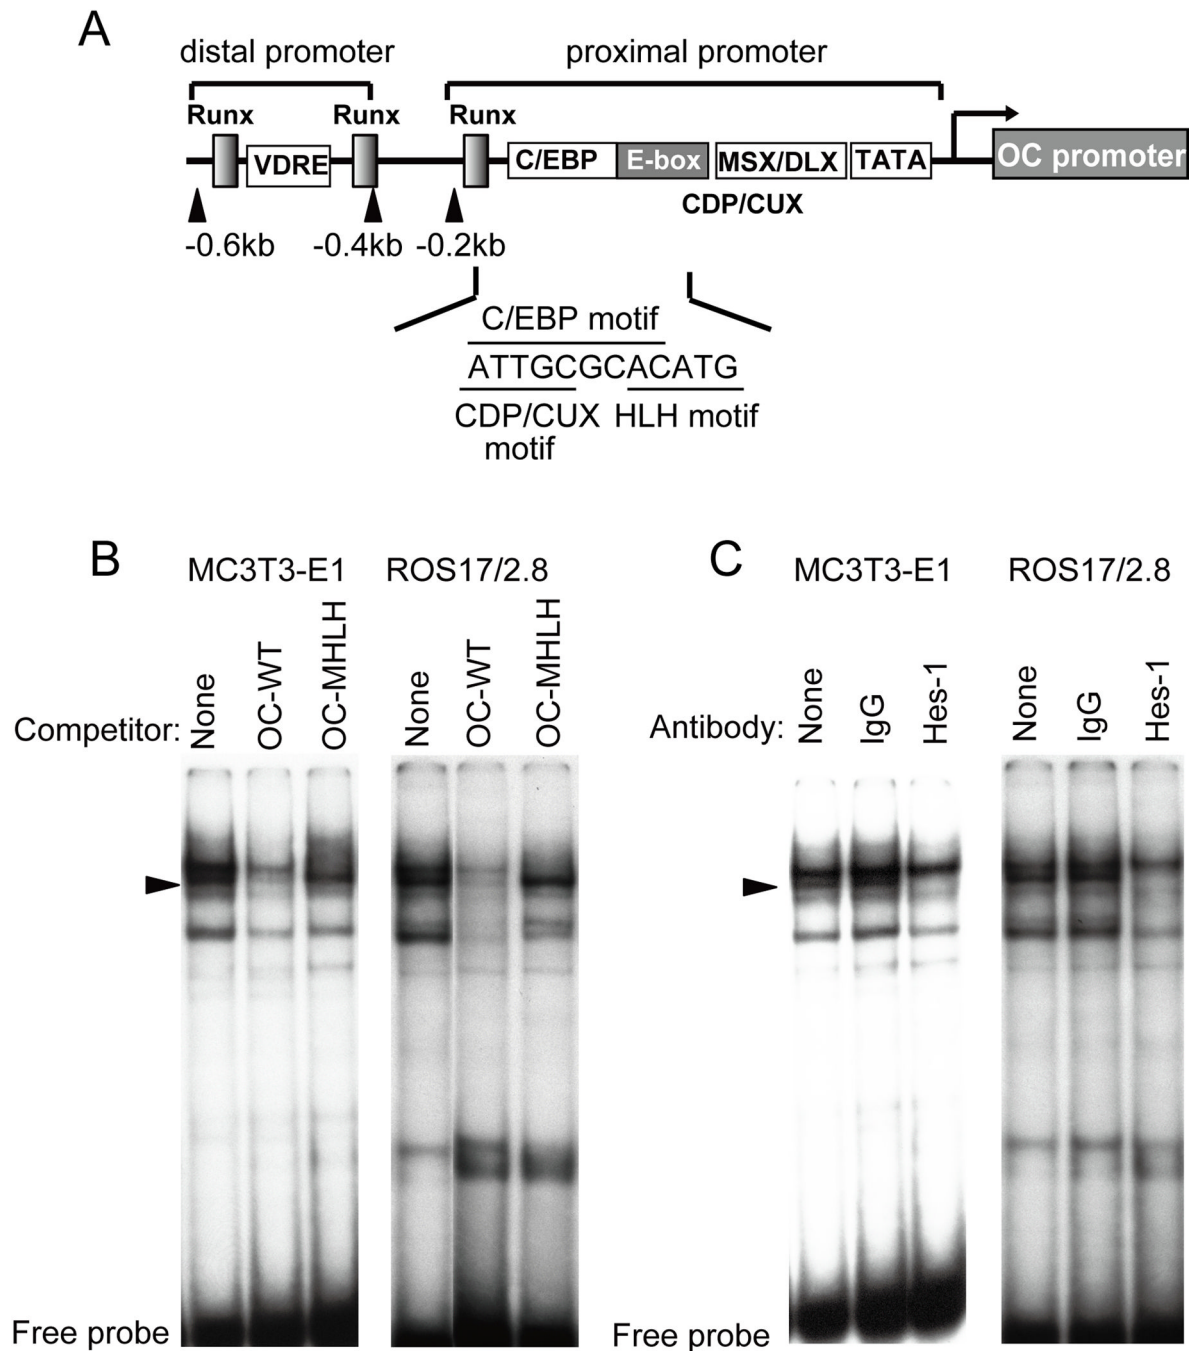 A
distal promoter
proximal promoter
Runx Runx Runx
VDRE C/EBP E-box MSX/DLX TATA OC promoter
CDP/CUX
-0.6kb -0.4kb -0.2kb
C/EBP motif
ATTGCGCACATG
CDP/CUX HLH motif
motif
B
MC3T3-E1 ROS17/2.8
Competitor: None OC-WT OC-MHLH None OC-WT OC-MHLH
Free probe
C
MC3T3-E1 ROS17/2.8
Antibody: None IgG Hes-1 None IgG Hes-1
Free probe